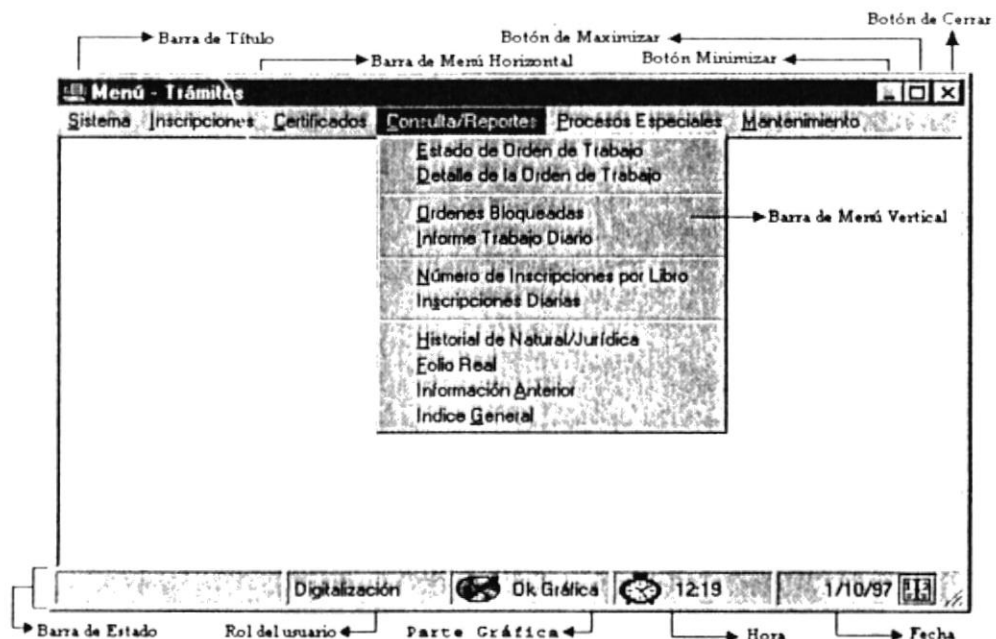 Botón de Cerrar
Barra de Título
Botón de Maximizar
Barra de Menú Horizontal
Botón Minimizar
Menú - Trámites
Sistema Inscripciones Certificados Consulta/Reportes Procesos Especiales Mantenimiento
Estado de Orden de Trabajo
Detalle de la Orden de Trabajo
Ordenes Bloqueadas
Barra de Menú Vertical
Informe Trabajo Diario
Número de Inscripciones por Libro
Inscripciones Diarias
Historial de Natural/Jurídica
Folio Real
Información Anterior
Indice General
Digitalización
Ok Gráfica
12:19
1/10/97
Barra de Estado
Rol del usuario
Parte Gráfica
Hora
Fecha